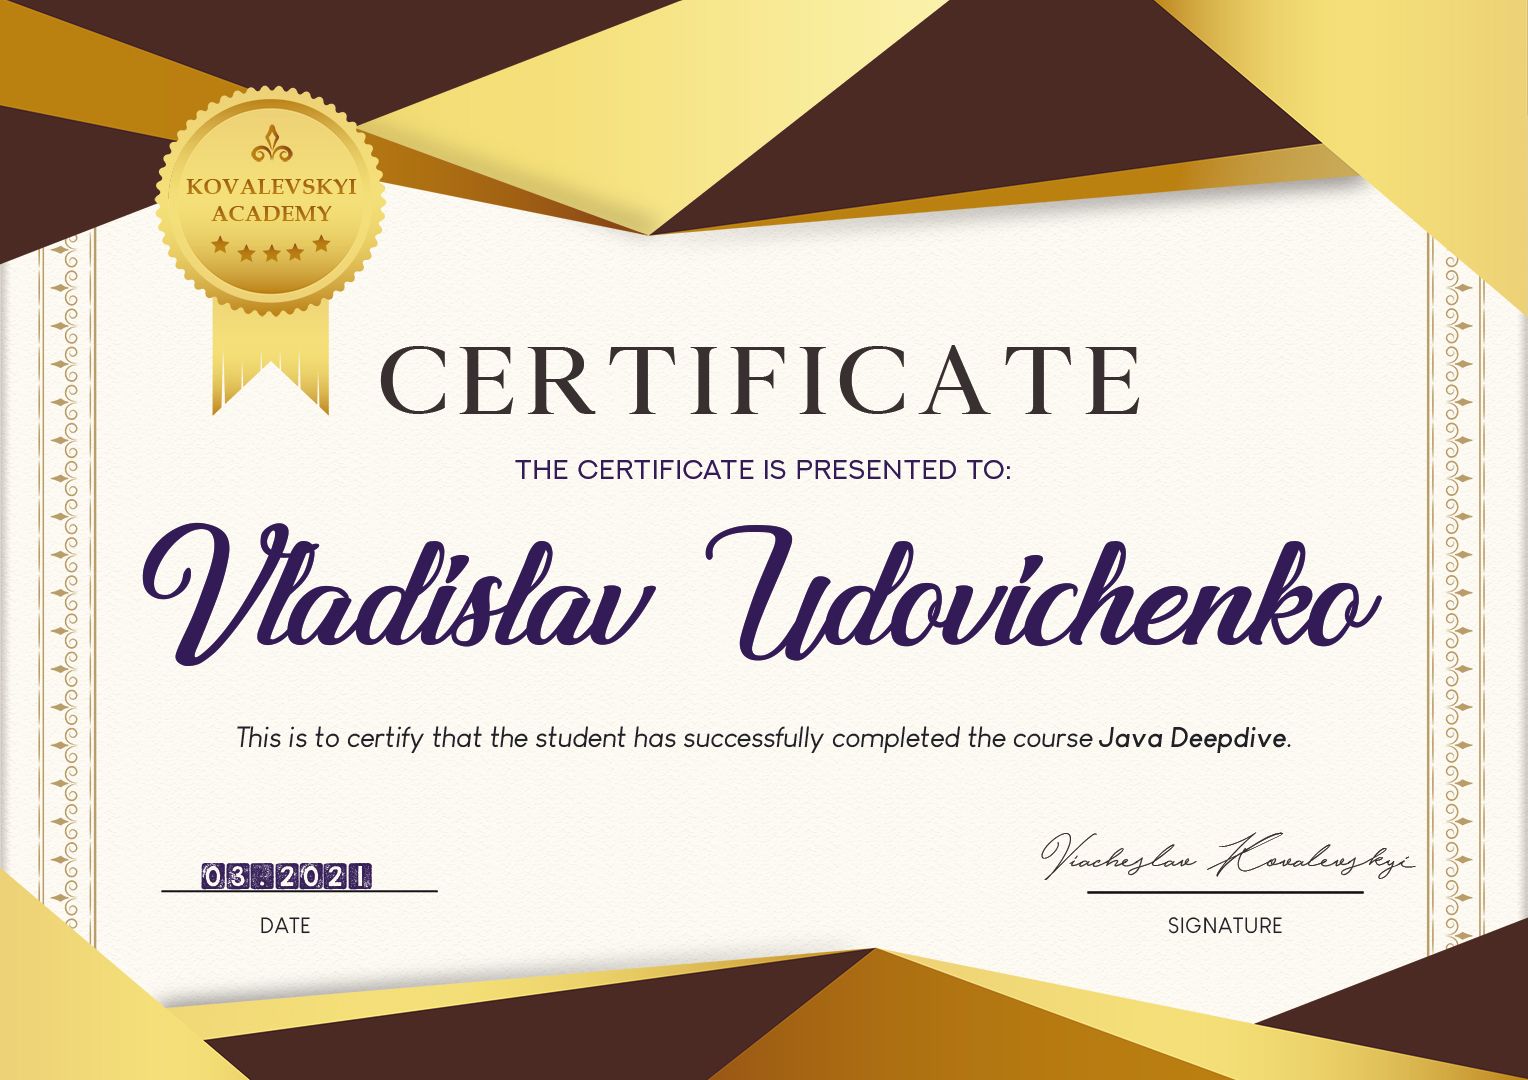 KOVALEVSKYI
ACADEMY
CERTIFICATE
THE CERTIFICATE IS PRESENTED TO:
Vladislav Udovichenko
This is to certify that the student has successfully completed the course Java Deepdive.
03.2021
Viacheslav Kovalevskyi
DATE
SIGNATURE